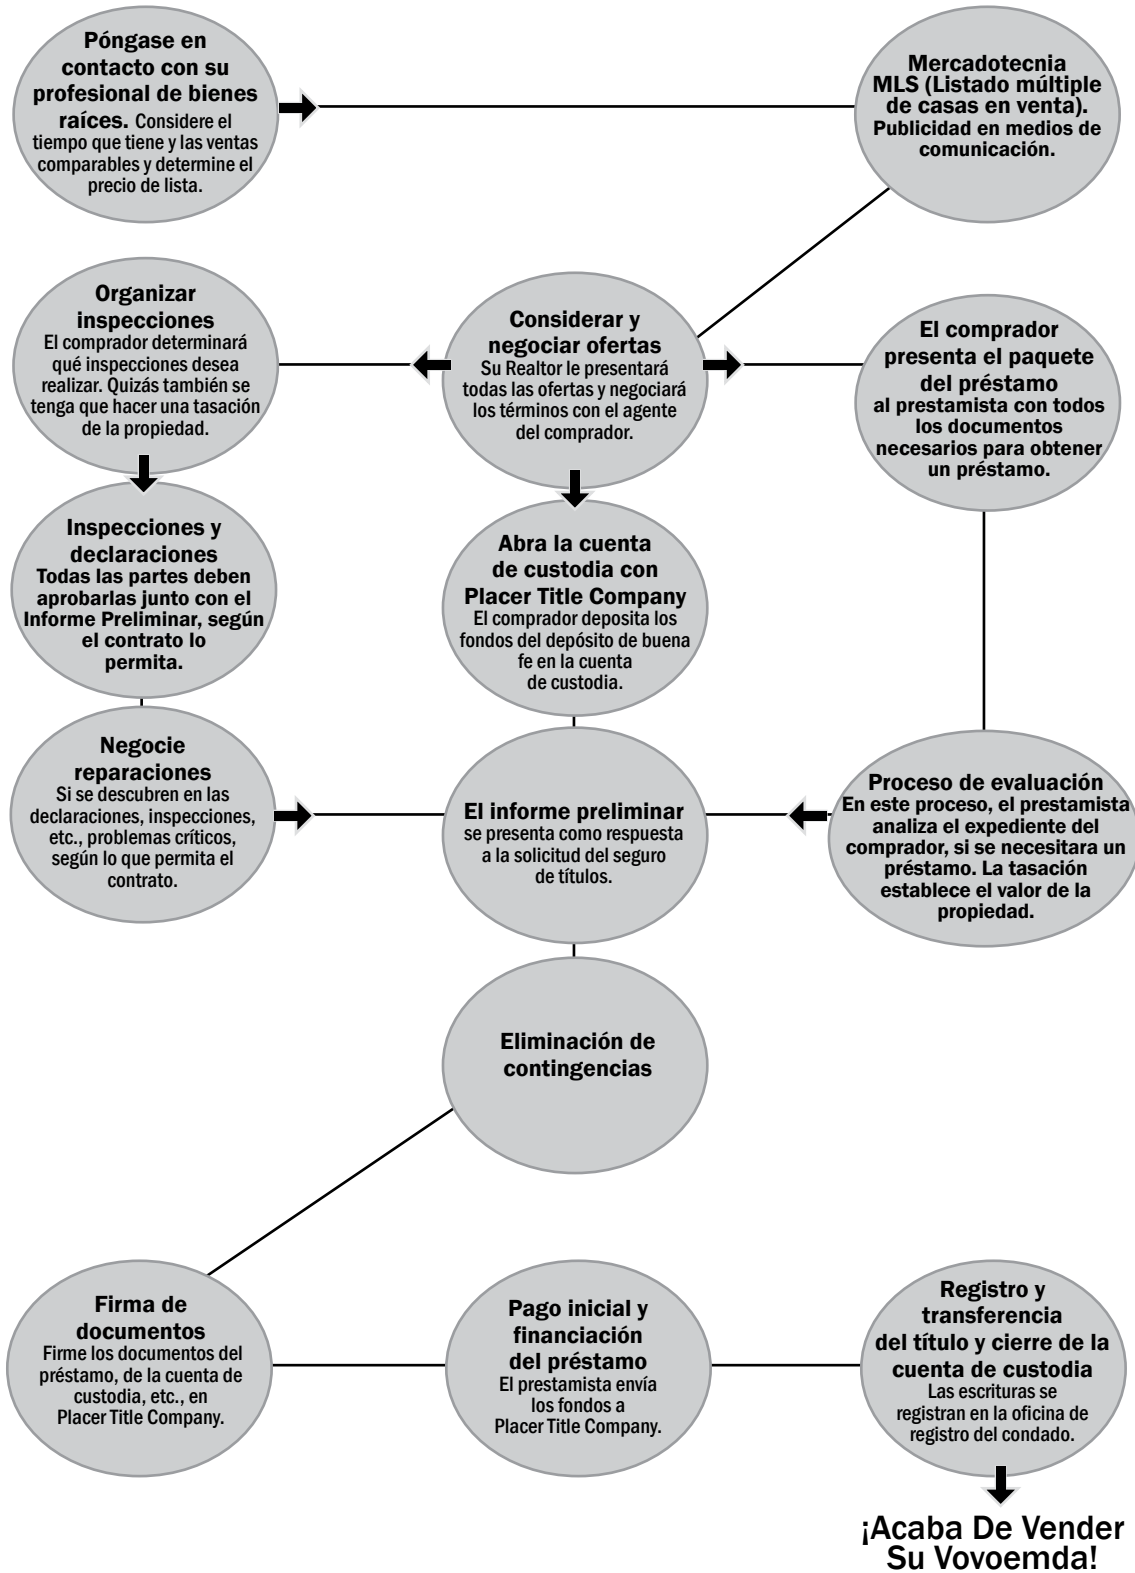 Póngase en
contacto con su
profesional de bienes
raíces. Considere el
tiempo que tiene y las ventas
comparables y determine el
precio de lista.
Mercadotecnia
MLS (Listado múltiple
de casas en venta).
Publicidad en medios de
comunicación.
Organizar
inspecciones
El comprador determinará
qué inspecciones desea
realizar. Quizás también se
tenga que hacer una tasación
de la propiedad.
Considerar y
negociar ofertas
Su Realtor le presentará
todas las ofertas y negociará
los términos con el agente
del comprador.
El comprador
presenta el paquete
del préstamo
al prestamista con todos
los documentos
necesarios para obtener
un préstamo.
Inspecciones y
declaraciones
Todas las partes deben
aprobarlas junto con el
Informe Preliminar, según
el contrato lo
permita.
Abra la cuenta
de custodia con
Placer Title Company
El comprador deposita los
fondos del depósito de buena
fe en la cuenta
de custodia.
Negocie
reparaciones
Si se descubren en las
declaraciones, inspecciones,
etc., problemas críticos,
según lo que permita el
contrato.
El informe preliminar
se presenta como respuesta
a la solicitud del seguro
de títulos.
Proceso de evaluación
En este proceso, el prestamista
analiza el expediente del
comprador, si se necesitara un
préstamo. La tasación
establece el valor de la
propiedad.
Eliminación de
contingencias
Firma de
documentos
Firme los documentos del
préstamo, de la cuenta de
custodia, etc., en
Placer Title Company.
Pago inicial y
financiación
del préstamo
El prestamista envía
los fondos a
Placer Title Company.
Registro y
transferencia
del título y cierre de la
cuenta de custodia
Las escrituras se
registran en la oficina de
registro del condado.
¡Acaba De Vender
Su Vovoemda!